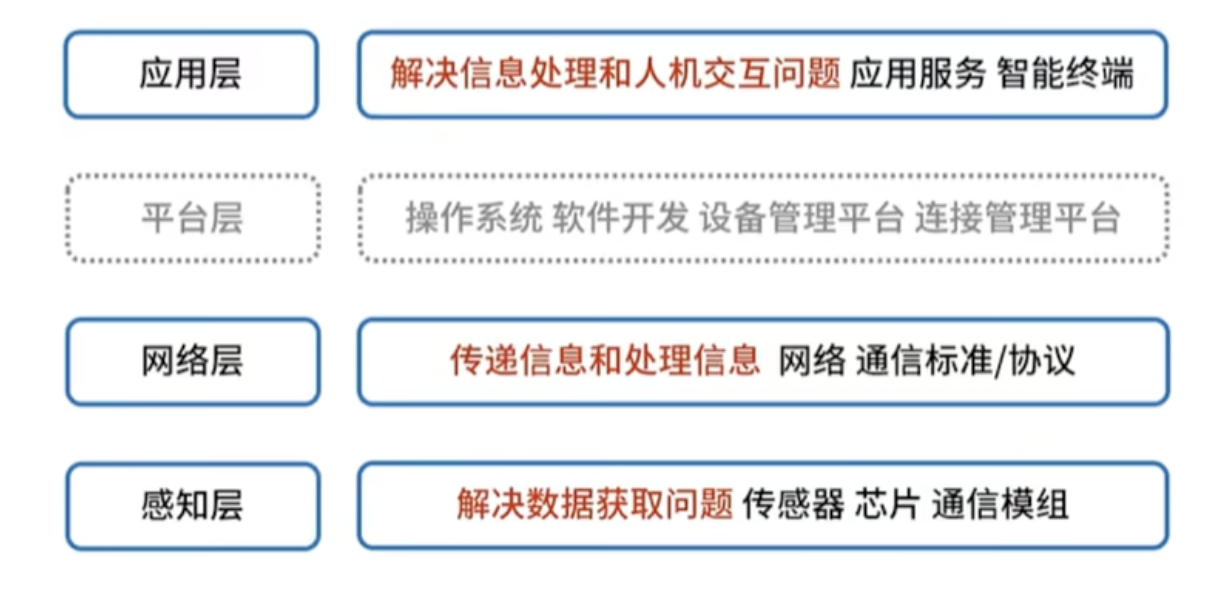 应用层
解决信息处理和人机交互问题 应用服务 智能终端
平台层
操作系统 软件开发 设备管理平台 连接管理平台
网络层
传递信息和处理信息 网络 通信标准/协议
感知层
解决数据获取问题 传感器 芯片 通信模组